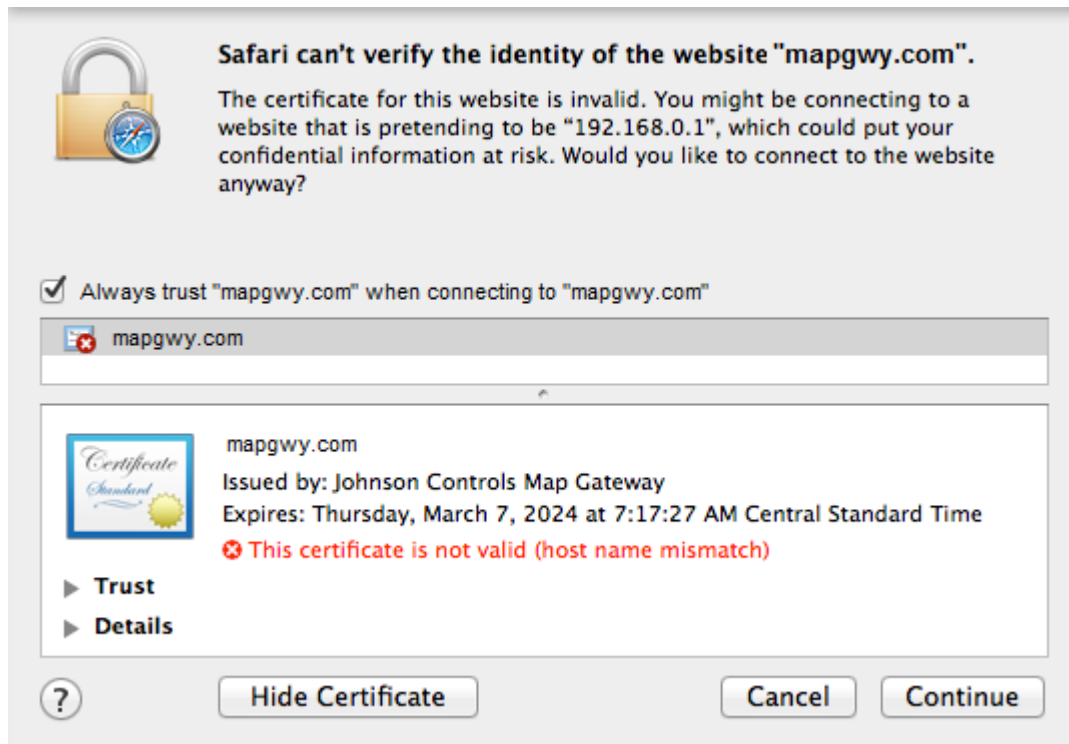 Safari can't verify the identity of the website "mapgwy.com".
The certificate for this website is invalid. You might be connecting to a
website that is pretending to be “192.168.0.1”, which could put your
confidential information at risk. Would you like to connect to the website
anyway?
Always trust "mapgwy.com" when connecting to "mapgwy.com"
mapgwy.com
Certificate
Standard
mapgwy.com
Issued by: Johnson Controls Map Gateway
Expires: Thursday, March 7, 2024 at 7:17:27 AM Central Standard Time
This certificate is not valid (host name mismatch)
Trust
Details
?
Hide Certificate
Cancel
Continue